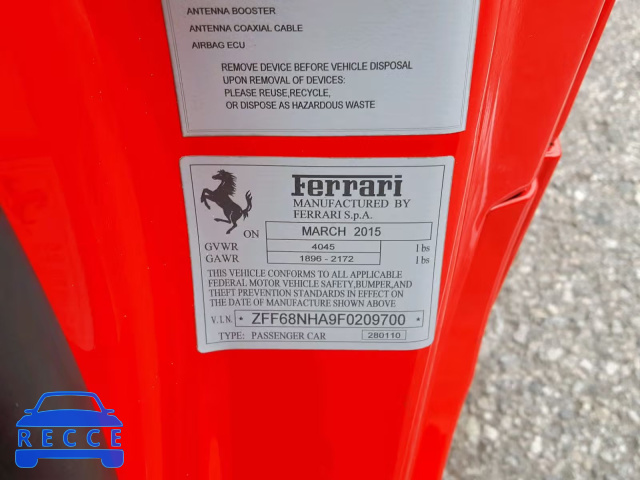 ANTENNA BOOSTER
ANTENNA COAXIAL CABLE
AIRBAG ECU
REMOVE DEVICE BEFORE VEHICLE DISPOSAL
UPON REMOVAL OF DEVICES:
PLEASE REUSE,RECYCLE,
OR DISPOSE AS HAZARDOUS WASTE
Ferrari
MANUFACTURED BY
FERRARI S.p.A.
ON MARCH 2015
GVWR 4045 lbs
GAWR 1896 - 2172 lbs
THIS VEHICLE CONFORMS TO ALL APPLICABLE
FEDERAL MOTOR VEHICLE SAFETY,BUMPER,AND
THEFT PREVENTION STANDARDS IN EFFECT ON
THE DATE OF MANUFACTURE SHOWN ABOVE
V.I.N. * ZFF68NHA9F0209700 *
TYPE: PASSENGER CAR 280110
RECCE